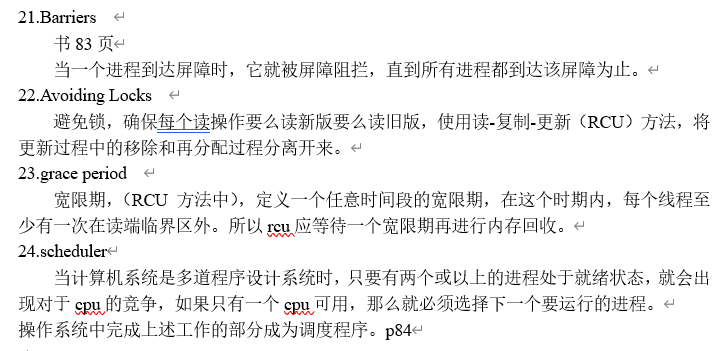 21.Barriers
书 83 页
当一个进程到达屏障时，它就被屏障阻拦，直到所有进程都到达该屏障为止。
22.Avoiding Locks
避免锁，确保每个读操作要么读新版要么读旧版，使用读-复制-更新（RCU）方法，将
更新过程中的移除和再分配过程分离开来。
23.grace period
宽限期，（RCU 方法中），定义一个任意时间段的宽限期，在这个时期内，每个线程至
少有一次在读端临界区外。所以 rcu 应等待一个宽限期再进行内存回收。
24.scheduler
当计算机系统是多道程序设计系统时，只要有两个或以上的进程处于就绪状态，就会出
现对于 cpu 的竞争，如果只有一个 cpu 可用，那么就必须选择下一个要运行的进程。
操作系统中完成上述工作的部分成为调度程序。p84